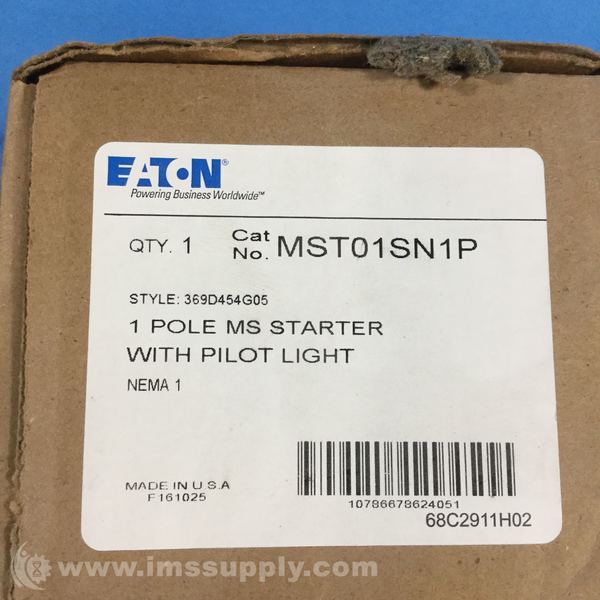 EATON®
Powering Business Worldwide™
QTY. 1 Cat No. MST01SN1P
STYLE: 369D454G05
1 POLE MS STARTER
WITH PILOT LIGHT
NEMA 1
MADE IN U.S.A
F161025
10786678624051
68C2911H02
© www.imssupply.com